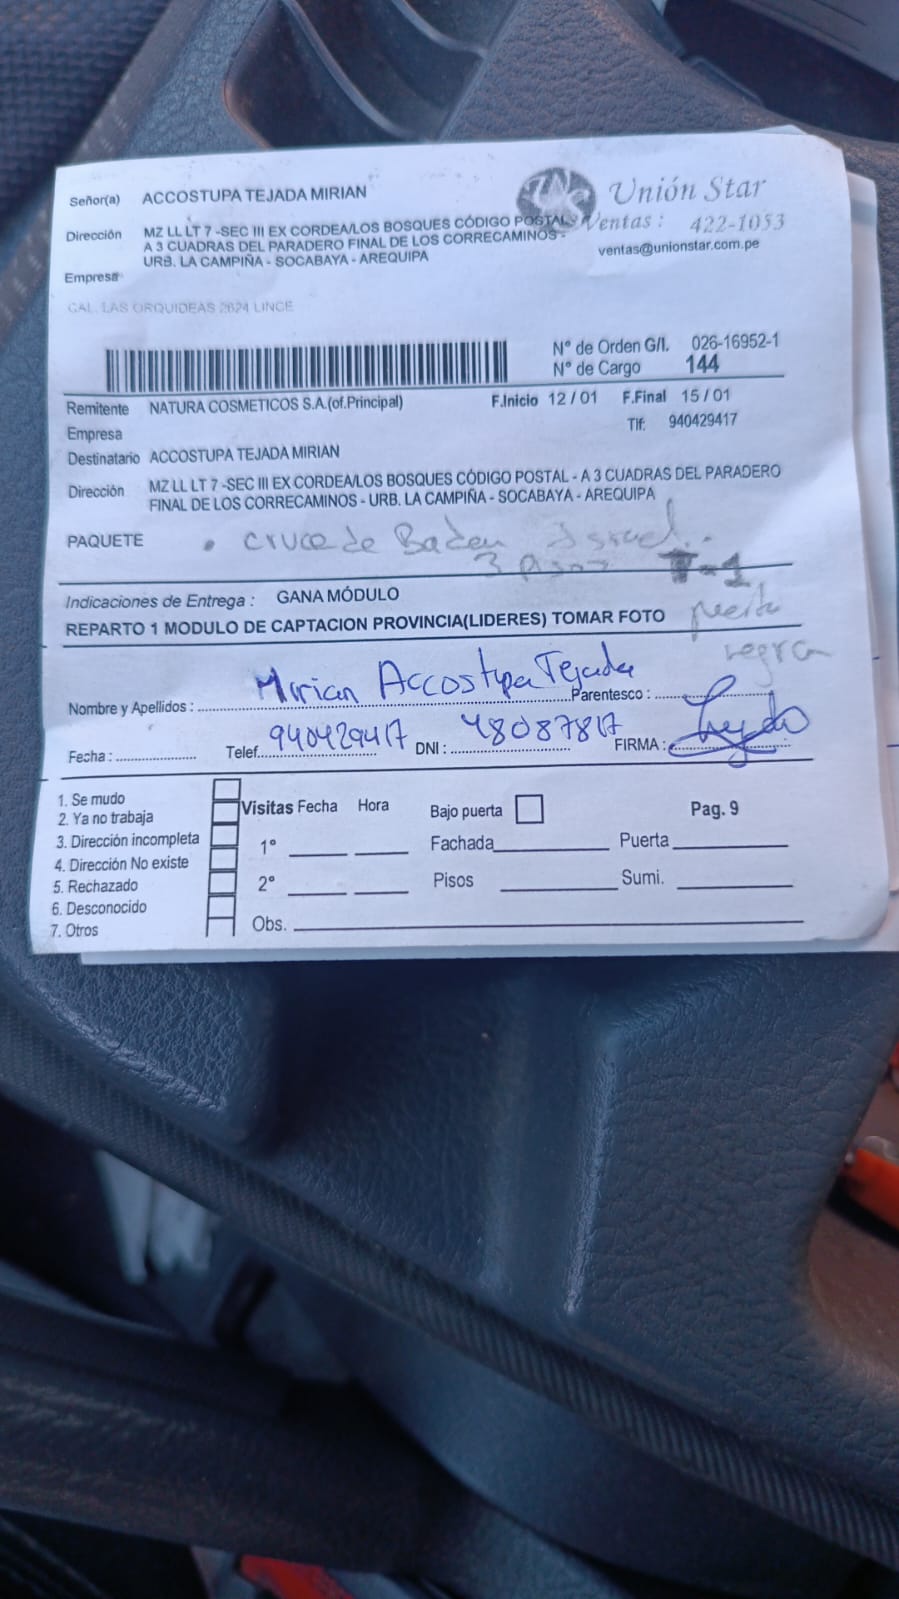 Señor(a) ACCOSTUPA TEJADA MIRIAN
Unión Star
Dirección MZ LL LT 7 -SEC III EX CORDEA/LOS BOSQUES CÓDIGO POSTAL -
A 3 CUADRAS DEL PARADERO FINAL DE LOS CORRECAMINOS -
URB. LA CAMPIÑA - SOCABAYA - AREQUIPA
Ventas: 422-1053
ventas@unionstar.com.pe
Empresa
CAL. LAS ORQUIDEAS 2624 LINCE
N° de Orden G/I. 026-16952-1
N° de Cargo 144
Remitente NATURA COSMETICOS S.A.(of.Principal) F.Inicio 12 / 01 F.Final 15 / 01
Empresa Tlf: 940429417
Destinatario ACCOSTUPA TEJADA MIRIAN
Dirección MZ LL LT 7 -SEC III EX CORDEA/LOS BOSQUES CÓDIGO POSTAL - A 3 CUADRAS DEL PARADERO
FINAL DE LOS CORRECAMINOS - URB. LA CAMPIÑA - SOCABAYA - AREQUIPA
PAQUETE . cruce de Baden Israel..
3 pisos T-1
Indicaciones de Entrega : GANA MÓDULO
puerta
REPARTO 1 MODULO DE CAPTACION PROVINCIA(LIDERES) TOMAR FOTO
negra
Nombre y Apellidos : Mirian Accostupa Tejada Parentesco :
Fecha : Telef. 940429417 DNI : 48087817 FIRMA :
1. Se mudo
2. Ya no trabaja
3. Dirección incompleta
4. Dirección No existe
5. Rechazado
6. Desconocido
7. Otros
Visitas Fecha Hora Bajo puerta Pag. 9
1° Fachada Puerta
2° Pisos Sumi.
Obs.